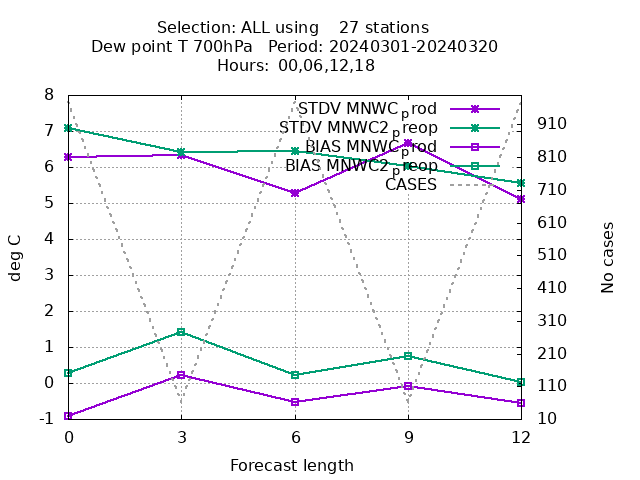 Selection: ALL using    27 stations
Dew point T 700hPa   Period: 20240301-20240320
Hours:  00,06,12,18
STDV MNWC_prod
STDV MNWC2_preop
BIAS MNWC_prod
BIAS MNWC2_preop
CASES
8
7
6
5
4
3
2
1
0
-1
deg C
910
810
710
610
510
410
310
210
110
10
No cases
0 3 6 9 12
Forecast length